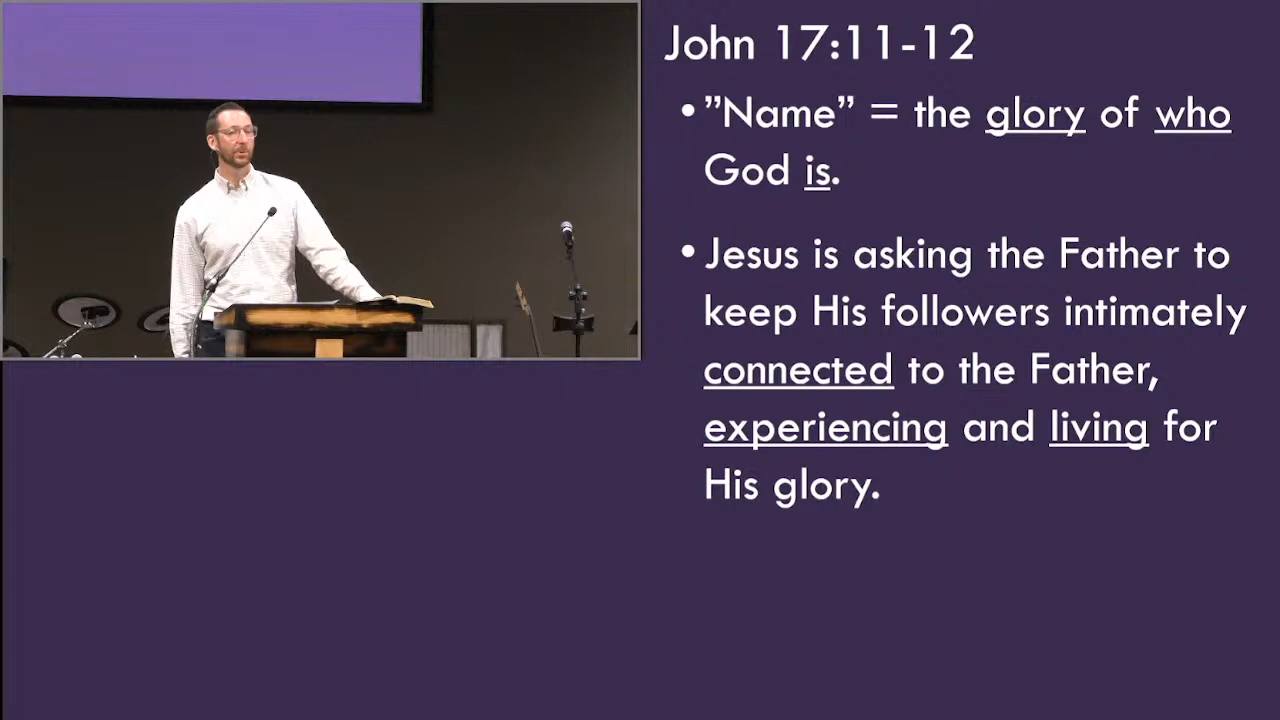 John 17:11-12
• ”Name” = the glory of who
God is.
• Jesus is asking the Father to
keep His followers intimately
connected to the Father,
experiencing and living for
His glory.